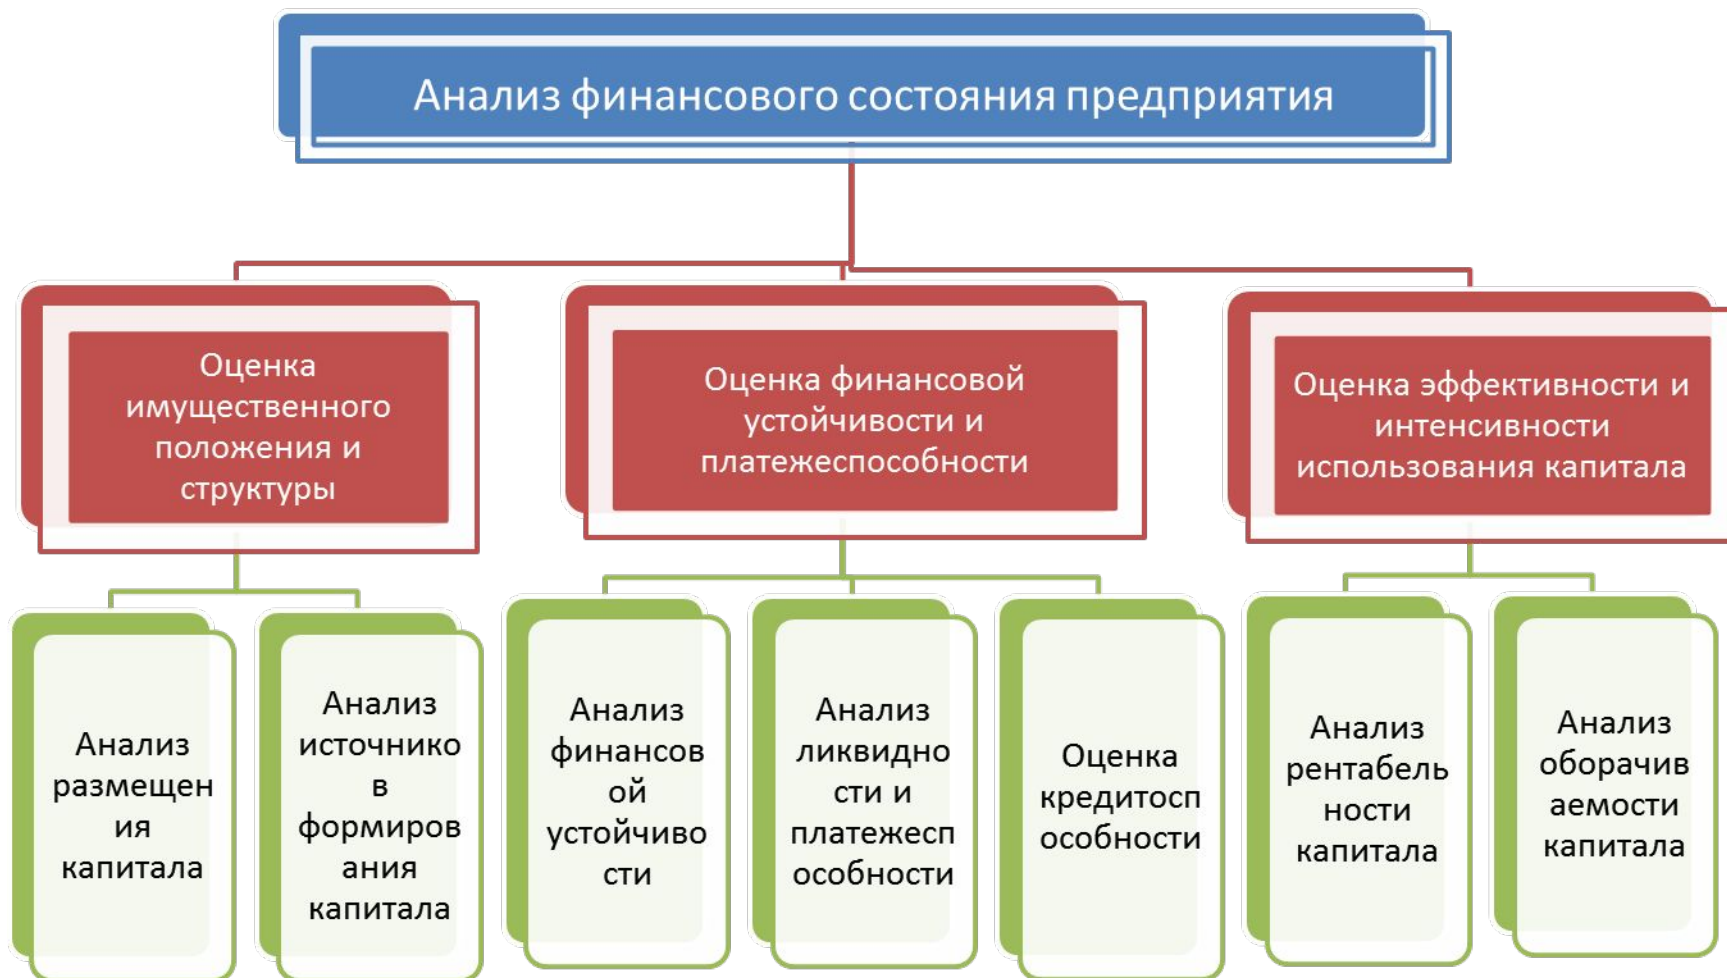 Анализ финансового состояния предприятия
Оценка
имущественного
положения и
структуры
Оценка финансовой
устойчивости и
платежеспособности
Оценка эффективности и
интенсивности
использования капитала
Анализ
размещен
ия
капитала
Анализ
источнико
в
формиров
ания
капитала
Анализ
финансов
ой
устойчиво
сти
Анализ
ликвидно
сти и
платежесп
особности
Оценка
кредитосп
особности
Анализ
рентабель
ности
капитала
Анализ
оборачив
аемости
капитала